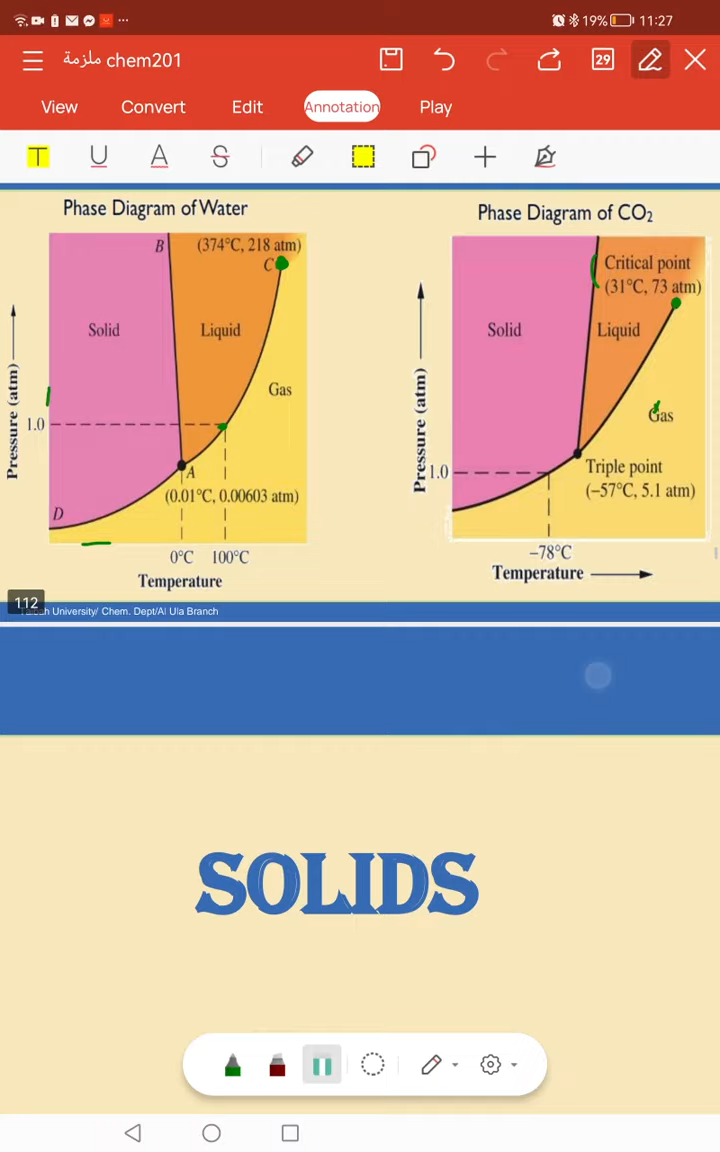 19% 11:27
ملزمة chem201
29
View Convert Edit Annotation Play
T U A S
Phase Diagram of Water
Phase Diagram of CO₂
B (374°C, 218 atm)
C
Solid
Liquid
Gas
Pressure (atm)
1.0
A
(0.01°C, 0.00603 atm)
D
0°C 100°C
Temperature
Critical point
(31°C, 73 atm)
Solid
Liquid
Gas
Pressure (atm)
1.0
Triple point
(−57°C, 5.1 atm)
−78°C
Temperature
112
University/ Chem. Dept/Al Ula Branch
SOLIDS